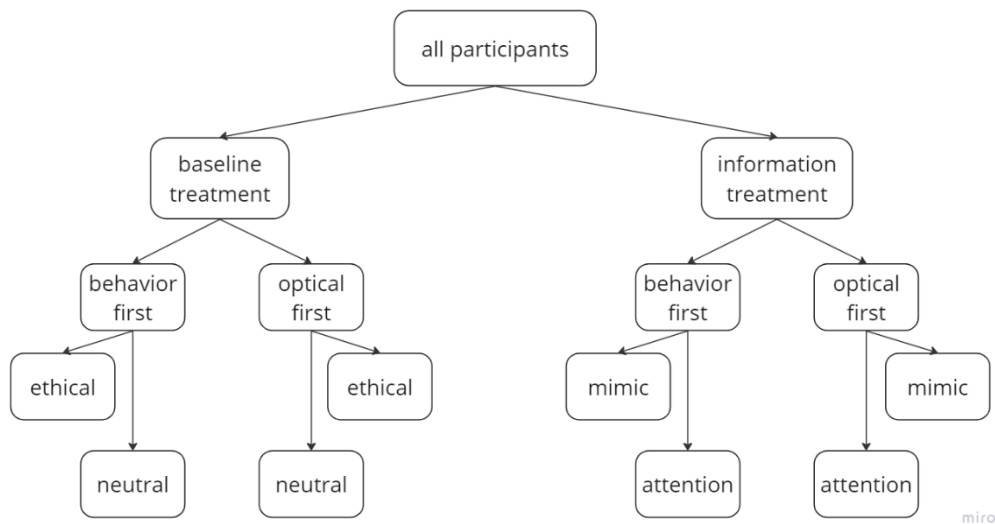 all participants
baseline
treatment
information
treatment
behavior
first
optical
first
behavior
first
optical
first
ethical
ethical
mimic
mimic
neutral
neutral
attention
attention
miro